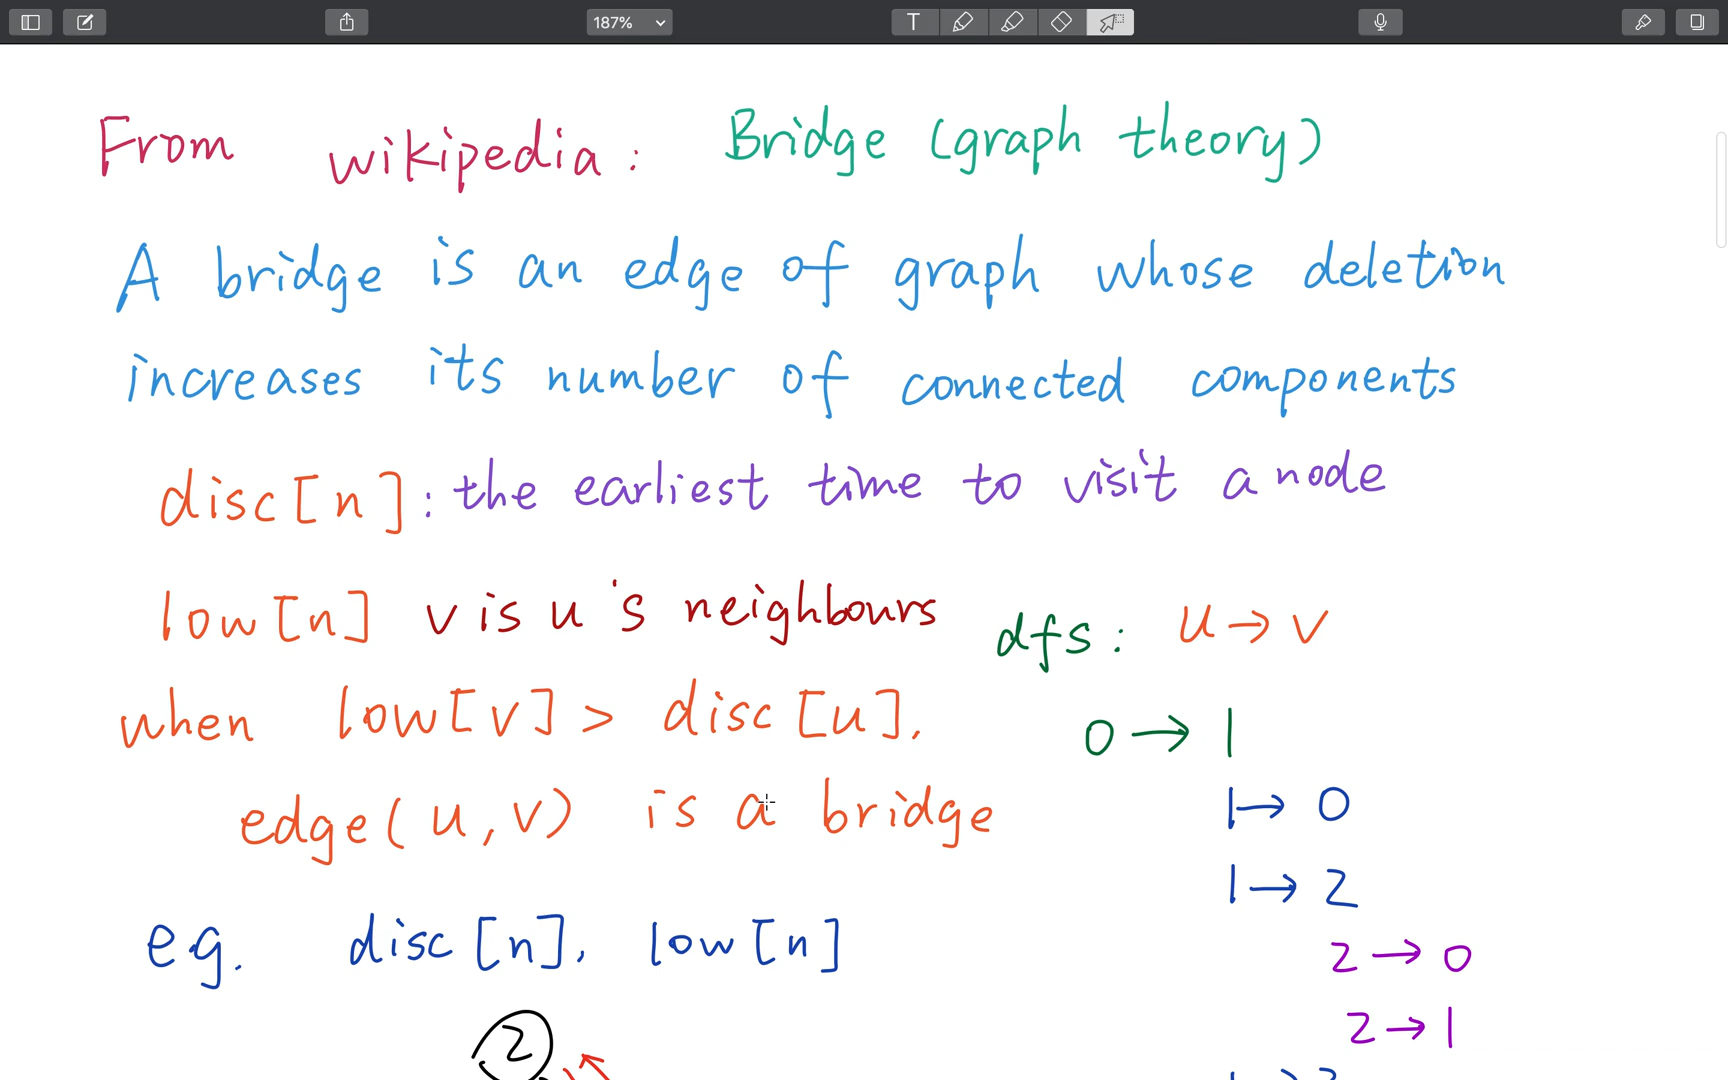 187%
T
From wikipedia: Bridge (graph theory)
A bridge is an edge of graph whose deletion
increases its number of connected components
disc[n]: the earliest time to visit a node
low[n] v is u's neighbours
dfs: u → v
when low[v] > disc[u],
0 → 1
edge(u, v) is a bridge
1 → 0
1 → 2
e.g. disc[n], low[n]
2 → 0
2 → 1
2